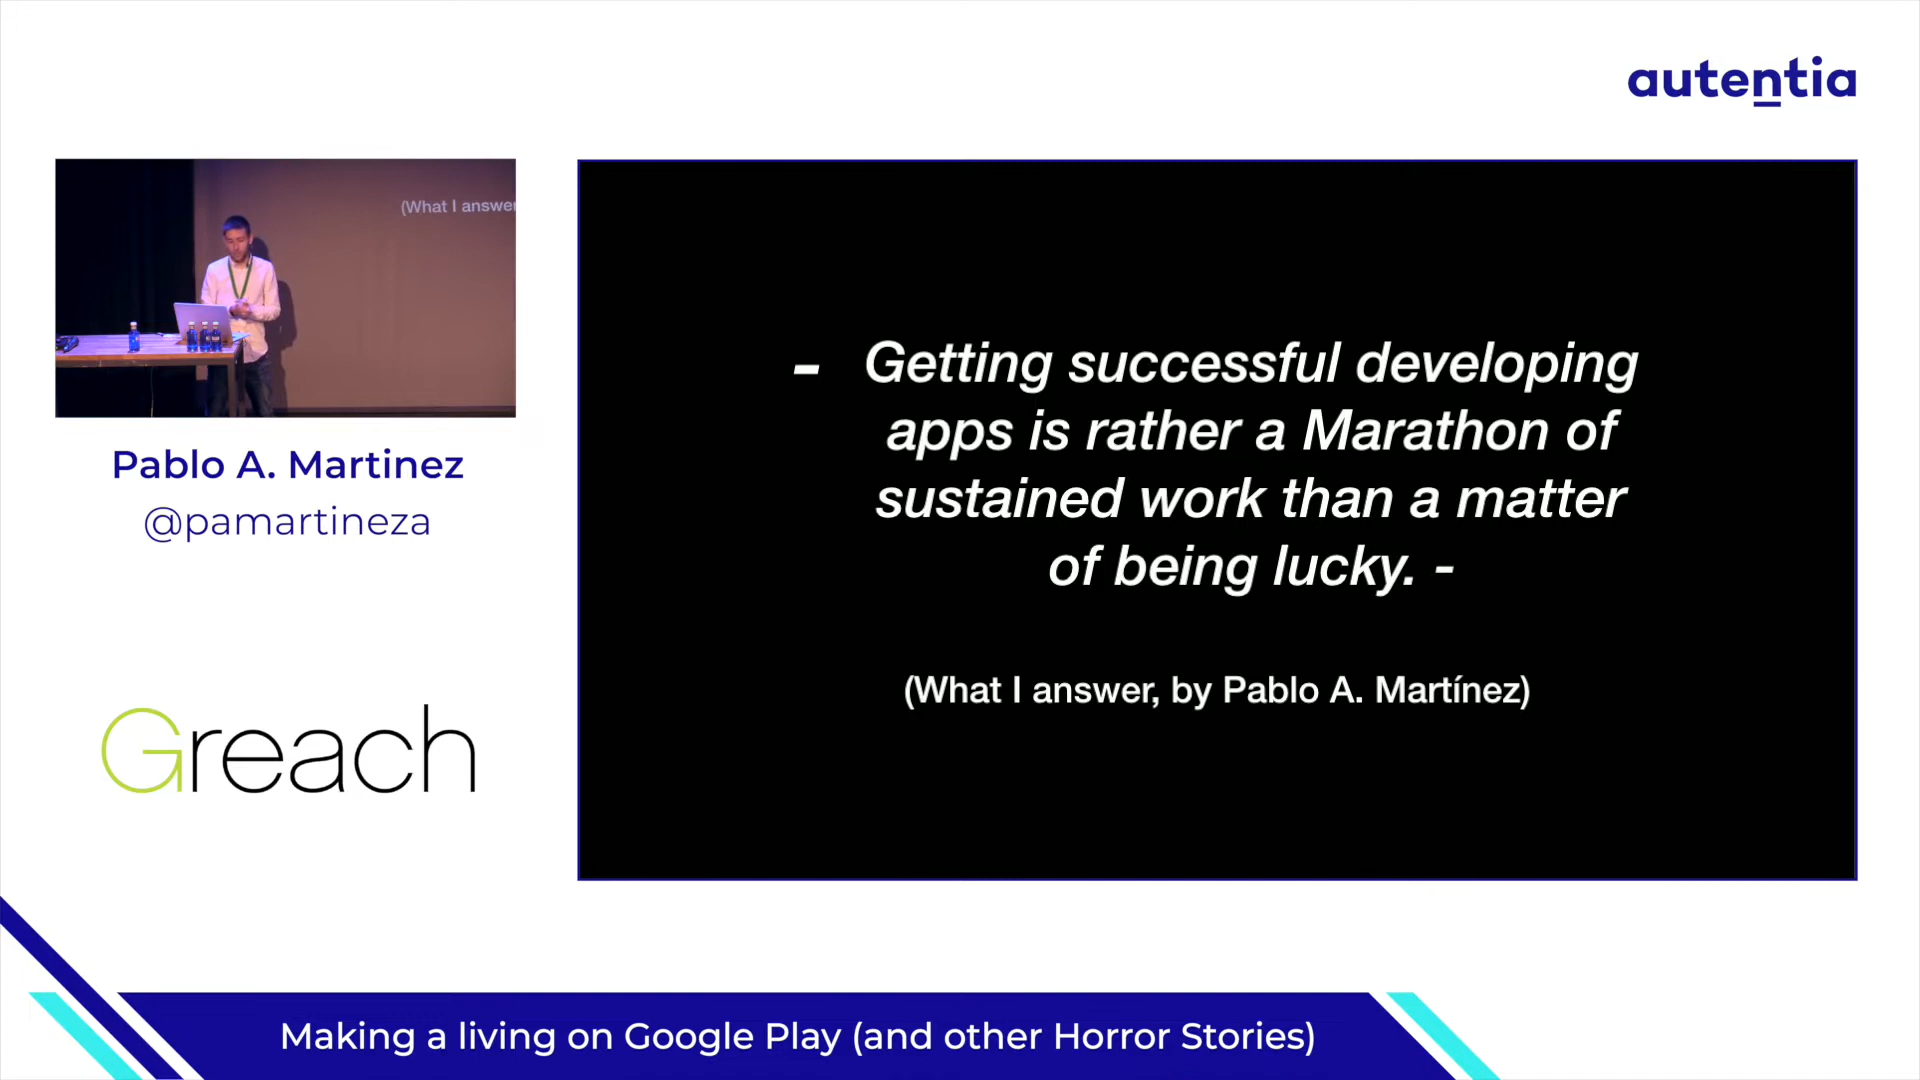 autentia
(What I answer
Pablo A. Martinez
@pamartineza
Greach
- Getting successful developing
apps is rather a Marathon of
sustained work than a matter
of being lucky. -
(What I answer, by Pablo A. Martínez)
Making a living on Google Play (and other Horror Stories)